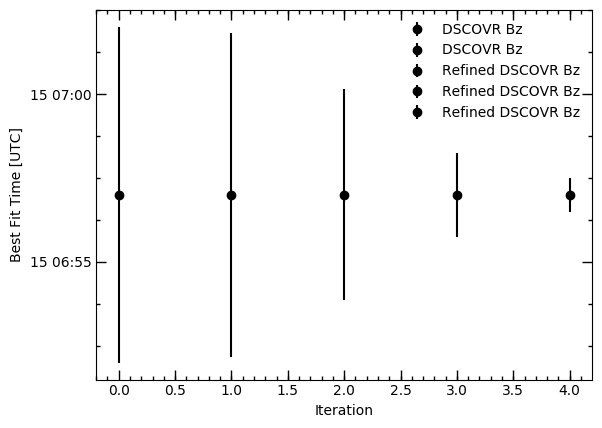 DSCOVR Bz
DSCOVR Bz
Refined DSCOVR Bz
Refined DSCOVR Bz
Refined DSCOVR Bz
15 07:00
15 06:55
Best Fit Time [UTC]
0.0 0.5 1.0 1.5 2.0 2.5 3.0 3.5 4.0
Iteration